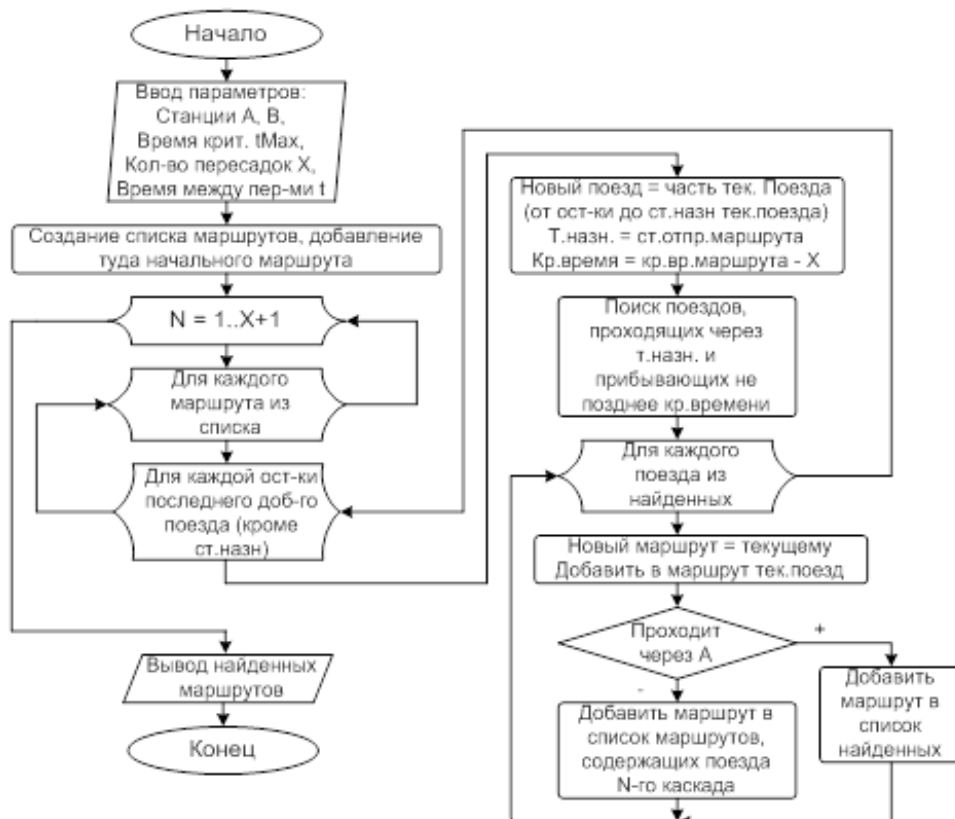 Начало
Ввод параметров:
Станции А, В,
Время крит. tMax,
Кол-во пересадок X,
Время между пер-ми t
Создание списка маршрутов, добавление
туда начального маршрута
N = 1..X+1
Для каждого
маршрута из
списка
Для каждой ост-ки
последнего доб-го
поезда (кроме
ст.назн)
Вывод найденных
маршрутов
Конец
Новый поезд = часть тек. Поезда
(от ост-ки до ст.назн тек.поезда)
Т.назн. = ст.отпр.маршрута
Кр.время = кр.вр.маршрута - X
Поиск поездов,
проходящих через
т.назн. и
прибывающих не
позднее кр.времени
Для каждого
поезда из
найденных
Новый маршрут = текущему
Добавить в маршрут тек.поезд
Проходит
через А
+
-
Добавить маршрут в
список маршрутов,
содержащих поезда
N-го каскада
Добавить
маршрут в
список
найденных